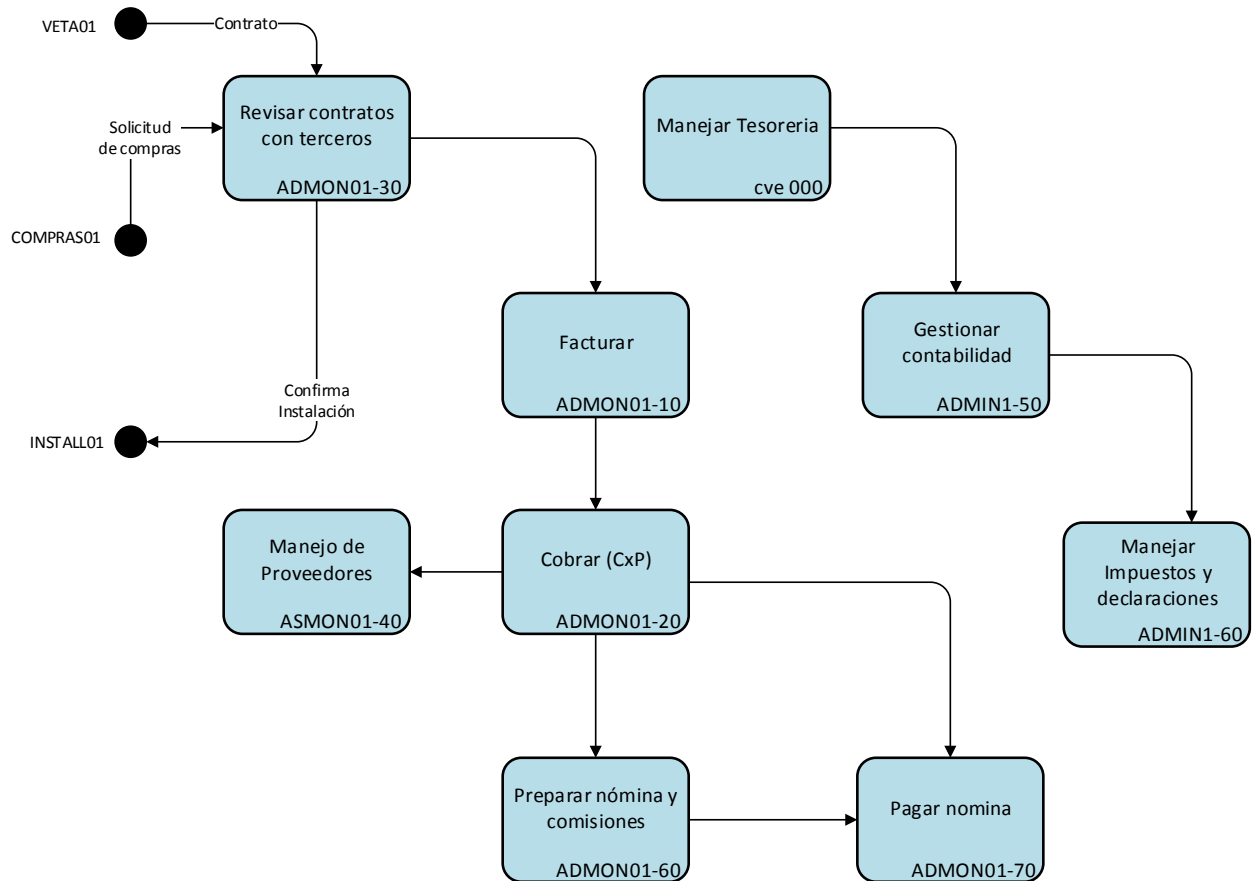 VETA01
Contrato
Revisar contratos
con terceros
ADMON01-30
Manejar Tesoreria
cve 000
Solicitud
de compras
COMPRAS01
Facturar
ADMON01-10
Gestionar
contabilidad
ADMIN1-50
Confirma
Instalación
INSTALL01
Manejo de
Proveedores
ASMON01-40
Cobrar (CxP)
ADMON01-20
Manejar
Impuestos y
declaraciones
ADMIN1-60
Preparar nómina y
comisiones
ADMON01-60
Pagar nomina
ADMON01-70